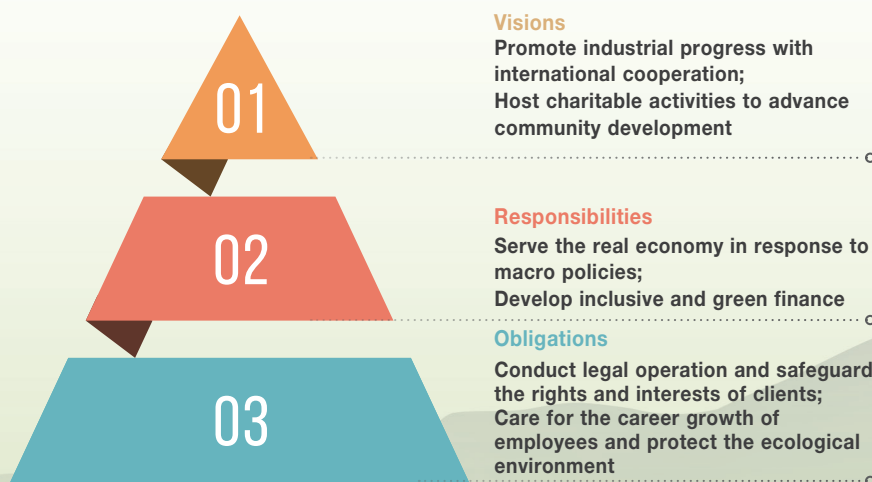 01
Visions
Promote industrial progress with
international cooperation;
Host charitable activities to advance
community development
02
Responsibilities
Serve the real economy in response to
macro policies;
Develop inclusive and green finance
03
Obligations
Conduct legal operation and safeguard
the rights and interests of clients;
Care for the career growth of
employees and protect the ecological
environment